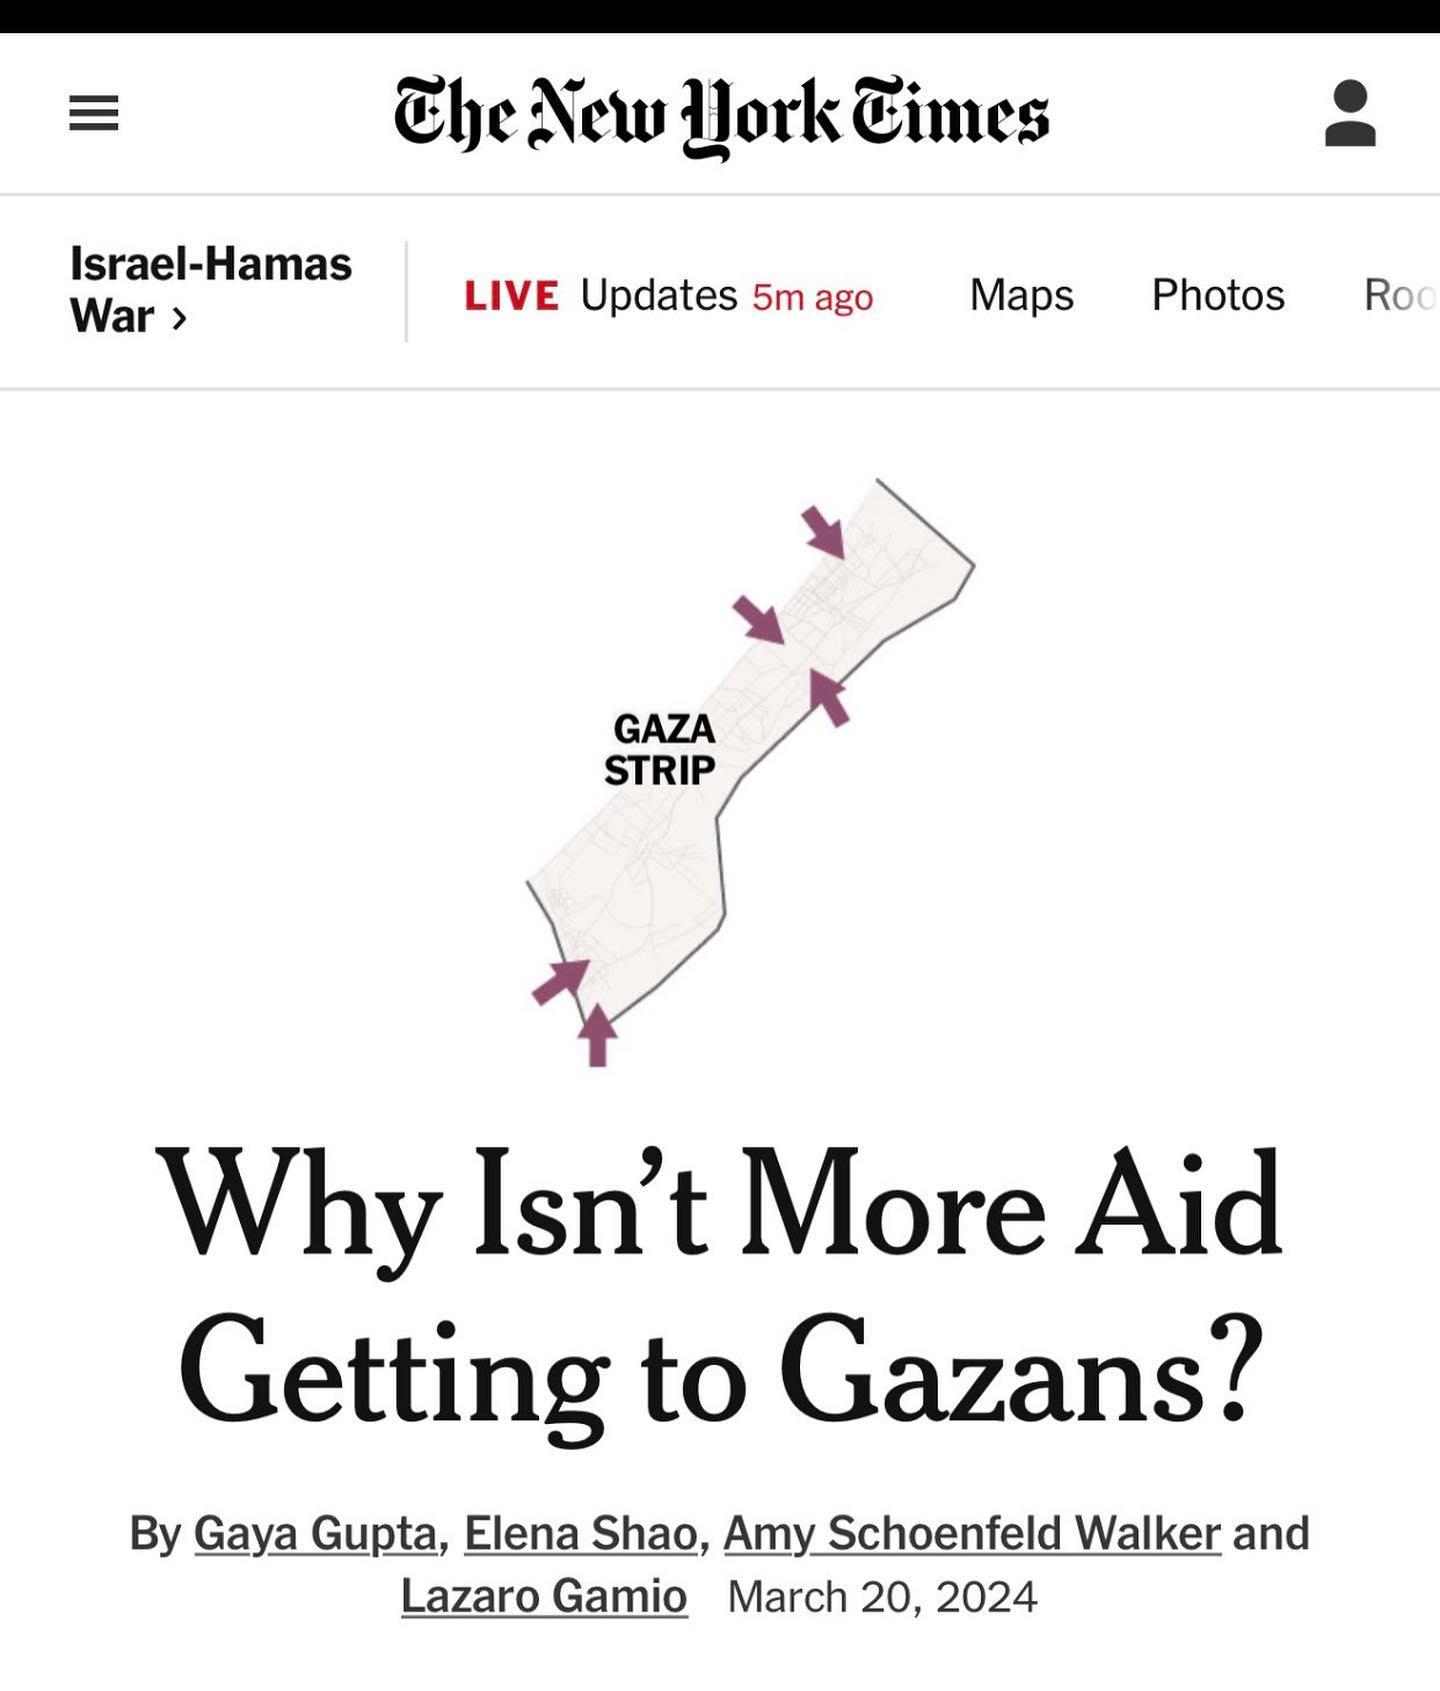 The New York Times
Israel-Hamas
War ›
LIVE Updates 5m ago Maps Photos
GAZA
STRIP
Why Isn’t More Aid
Getting to Gazans?
By Gaya Gupta, Elena Shao, Amy Schoenfeld Walker and
Lazaro Gamio March 20, 2024